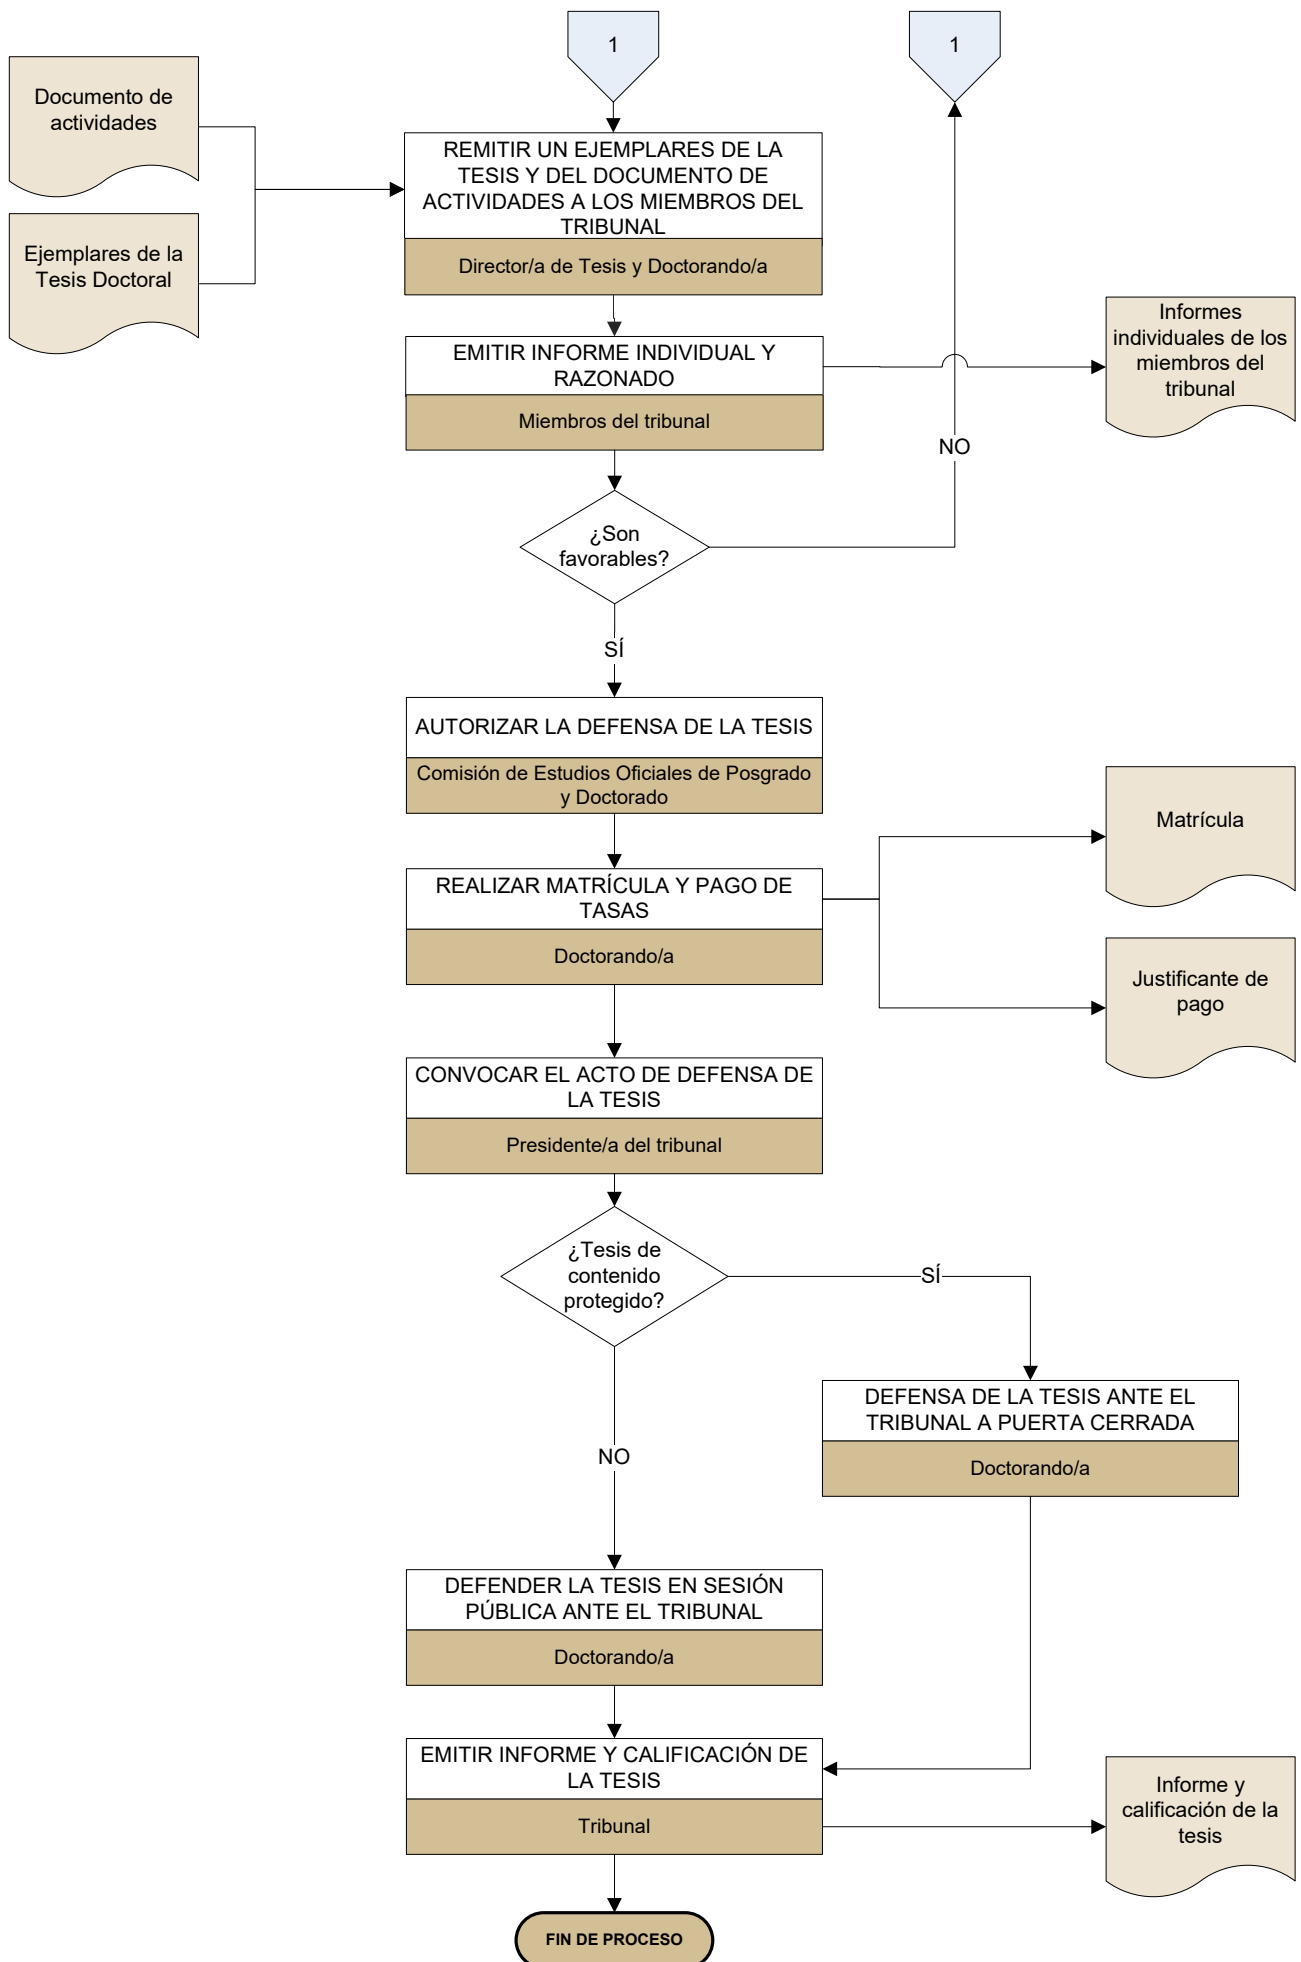 1
1
Documento de
actividades
REMITIR UN EJEMPLARES DE LA
TESIS Y DEL DOCUMENTO DE
ACTIVIDADES A LOS MIEMBROS DEL
TRIBUNAL
Director/a de Tesis y Doctorando/a
Ejemplares de la
Tesis Doctoral
EMITIR INFORME INDIVIDUAL Y
RAZONADO
Miembros del tribunal
Informes
individuales de los
miembros del
tribunal
NO
¿Son
favorables?
SÍ
AUTORIZAR LA DEFENSA DE LA TESIS
Comisión de Estudios Oficiales de Posgrado
y Doctorado
REALIZAR MATRÍCULA Y PAGO DE
TASAS
Doctorando/a
Matrícula
Justificante de
pago
CONVOCAR EL ACTO DE DEFENSA DE
LA TESIS
Presidente/a del tribunal
¿Tesis de
contenido
protegido?
SÍ
DEFENSA DE LA TESIS ANTE EL
TRIBUNAL A PUERTA CERRADA
Doctorando/a
NO
DEFENDER LA TESIS EN SESIÓN
PÚBLICA ANTE EL TRIBUNAL
Doctorando/a
EMITIR INFORME Y CALIFICACIÓN DE
LA TESIS
Tribunal
Informe y
calificación de la
tesis
FIN DE PROCESO